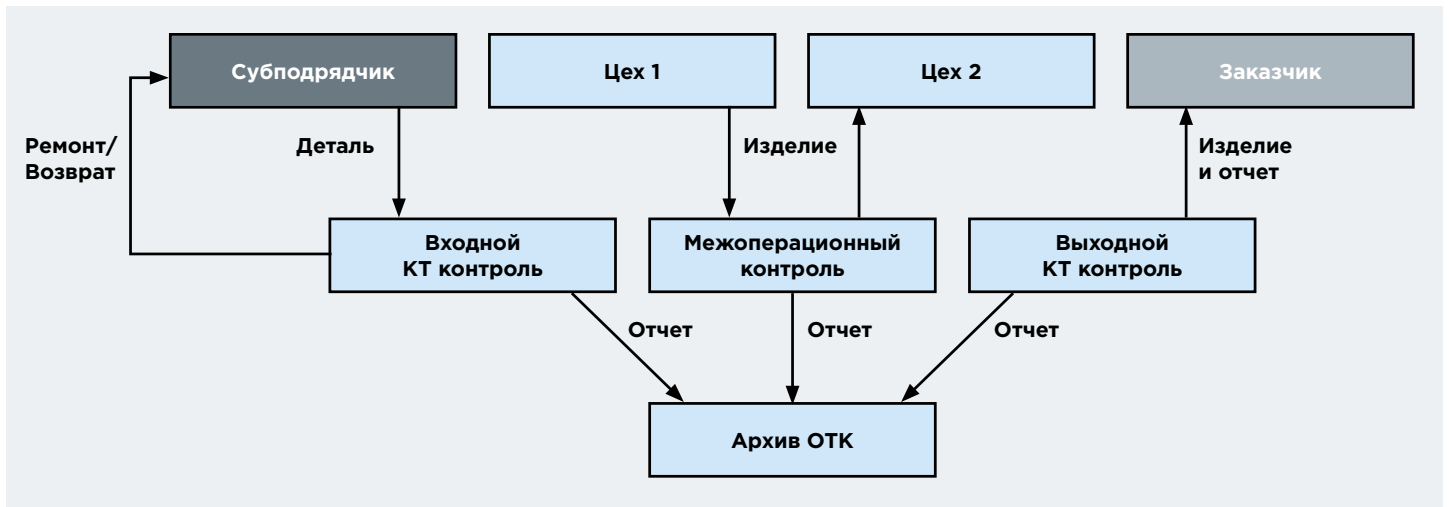 Субподрядчик
Цех 1
Цех 2
Заказчик
Ремонт/
Возврат
Деталь
Изделие
Изделие
и отчет
Входной
КТ контроль
Межоперационный
контроль
Выходной
КТ контроль
Отчет
Отчет
Отчет
Архив ОТК